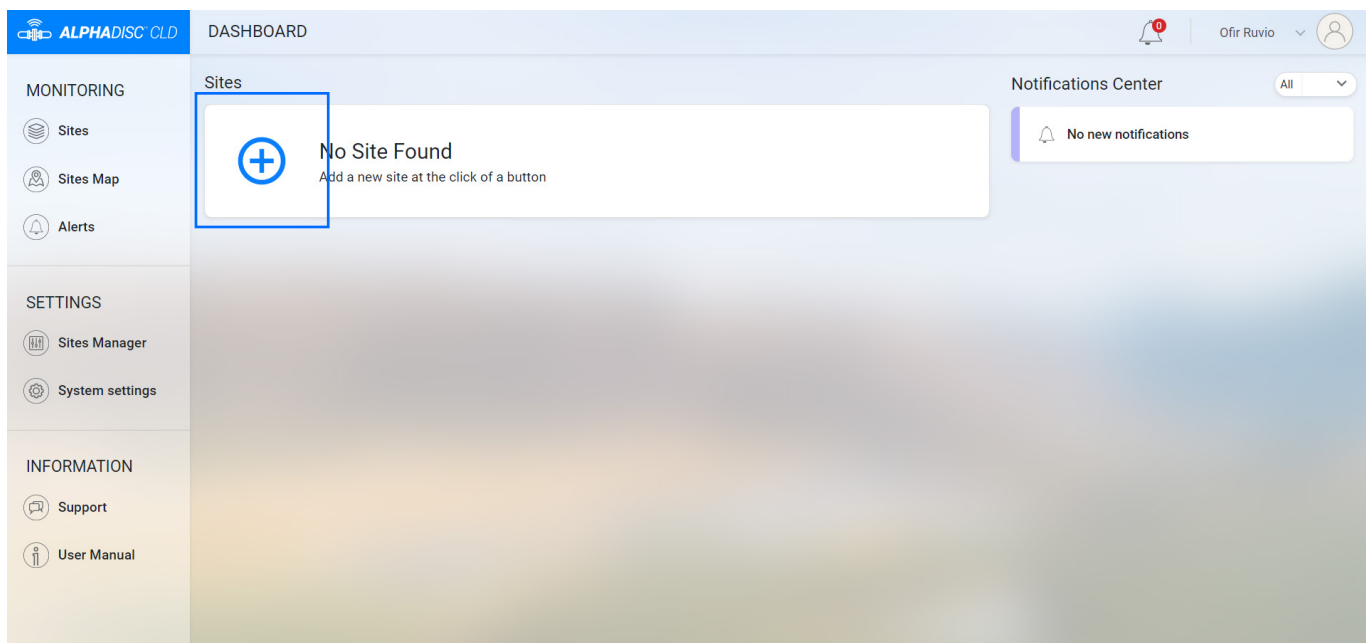 ALPHADISC CLD
DASHBOARD
0
Ofir Ruvio
MONITORING
Sites
Sites Map
Alerts
SETTINGS
Sites Manager
System settings
INFORMATION
Support
User Manual
Sites
No Site Found
Add a new site at the click of a button
Notifications Center
All
No new notifications